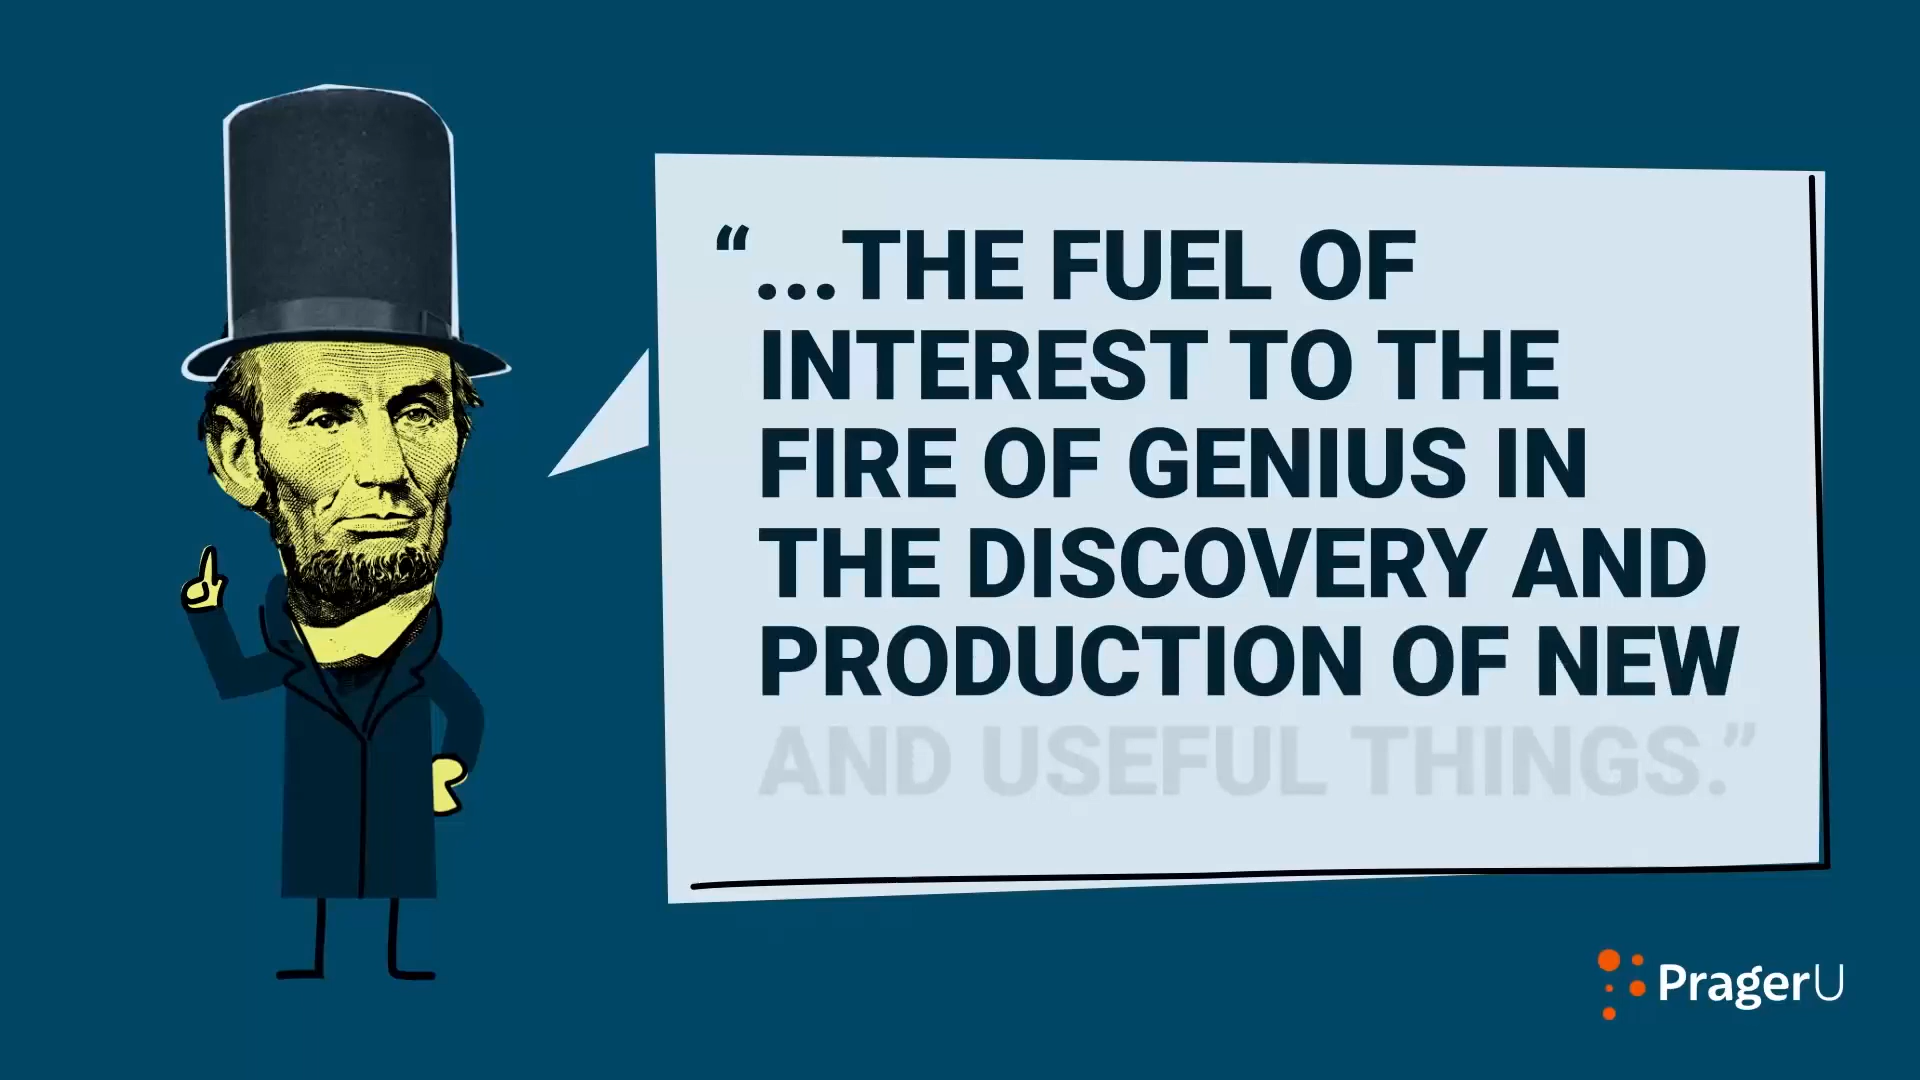 “...THE FUEL OF
INTEREST TO THE
FIRE OF GENIUS IN
THE DISCOVERY AND
PRODUCTION OF NEW
AND USEFUL THINGS.”
PragerU